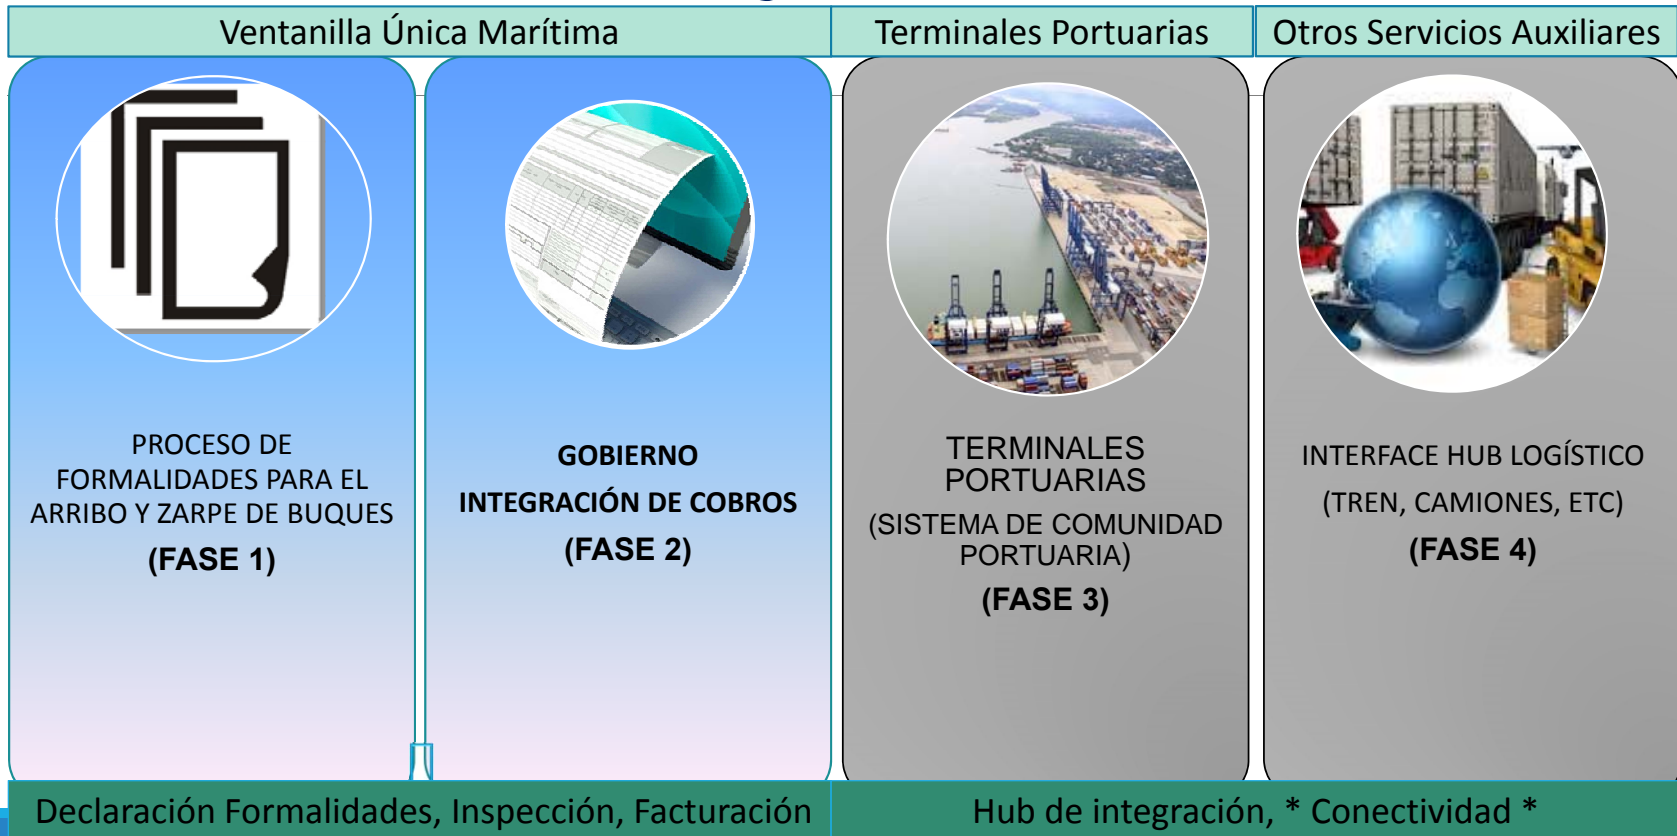 Ventanilla Única Marítima
Terminales Portuarias
Otros Servicios Auxiliares
PROCESO DE
FORMALIDADES PARA EL
ARRIBO Y ZARPE DE BUQUES
(FASE 1)
GOBIERNO
INTEGRACIÓN DE COBROS
(FASE 2)
TERMINALES
PORTUARIAS
(SISTEMA DE COMUNIDAD
PORTUARIA)
(FASE 3)
INTERFACE HUB LOGÍSTICO
(TREN, CAMIONES, ETC)
(FASE 4)
Declaración Formalidades, Inspección, Facturación
Hub de integración, * Conectividad *